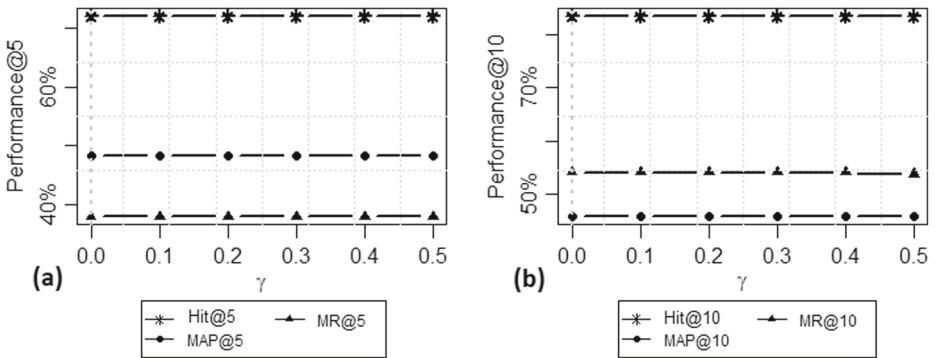 Performance@5
60%
40%
0.0 0.1 0.2 0.3 0.4 0.5
γ
(a)
Hit@5 MR@5
MAP@5
Performance@10
70%
50%
0.0 0.1 0.2 0.3 0.4 0.5
γ
(b)
Hit@10 MR@10
MAP@10